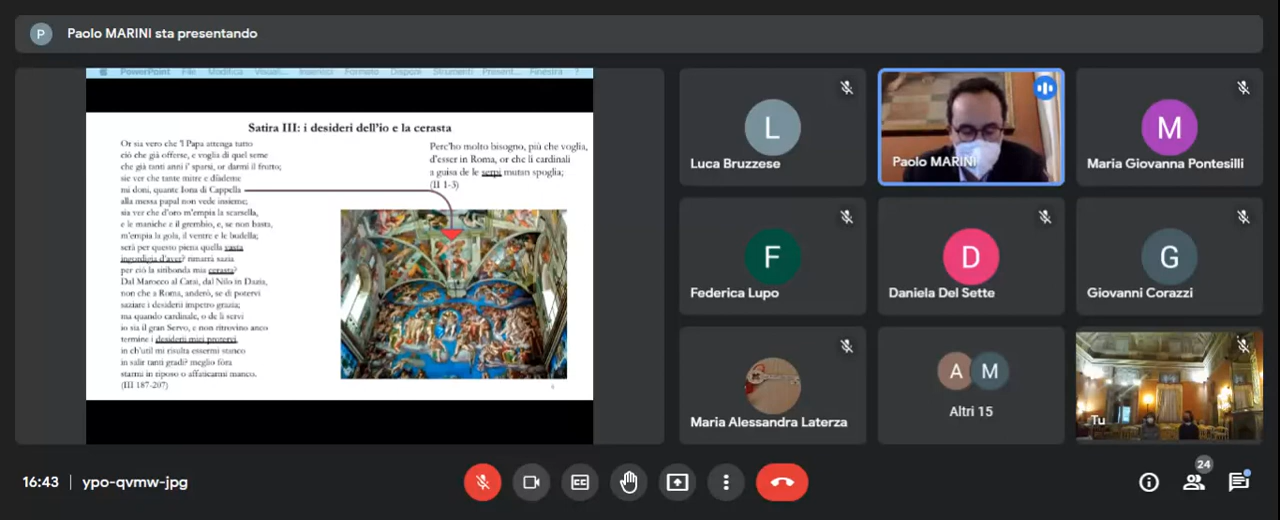 P
Paolo MARINI sta presentando
PowerPoint File Modifica Visuali... Inserisci Formato Disponi Strumenti Present... Finestra ?
Satira III: i desideri dell'io e la cerasta
Or sia vero che 'l Papa attenga tutto
ciò che già offerse, e voglia di quel seme
che già tanti anni i' sparsi, or darmi il frutto;
sie ver che tante mitre e diademe
mi doni, quante Iona di Cappella
alla messa papal non vede insieme;
sia ver che d'oro m'empia la scarsella,
e le maniche e il grembio, e, se non basta,
m'empia la gola, il ventre e le budella;
serà per questo piena quella vasta
ingordigia d'aver? rimarrà sazia
per ciò la sitibonda mia cerasta?
Dal Marocco al Catai, dal Nilo in Dazia,
non che a Roma, anderò, se di potervi
saziare i desiderii impetro grazia;
ma quando cardinale, o de li servi
io sia il gran Servo, e non ritrovino anco
termine i desiderii miei protervi,
in ch'util mi risulta essermi stanco
in salir tanti gradi? meglio fòra
starmi in riposo o affaticarmi manco.
(III 187-207)
Perc'ho molto bisogno, più che voglia,
d'esser in Roma, or che li cardinali
a guisa de le serpi mutan spoglia;
(II 1-3)
L
Luca Bruzzese
Paolo MARINI
M
Maria Giovanna Pontesilli
F
Federica Lupo
D
Daniela Del Sette
G
Giovanni Corazzi
Maria Alessandra Laterza
A M
Altri 15
Tu
16:43 | ypo-qvmw-jpg
CC
24